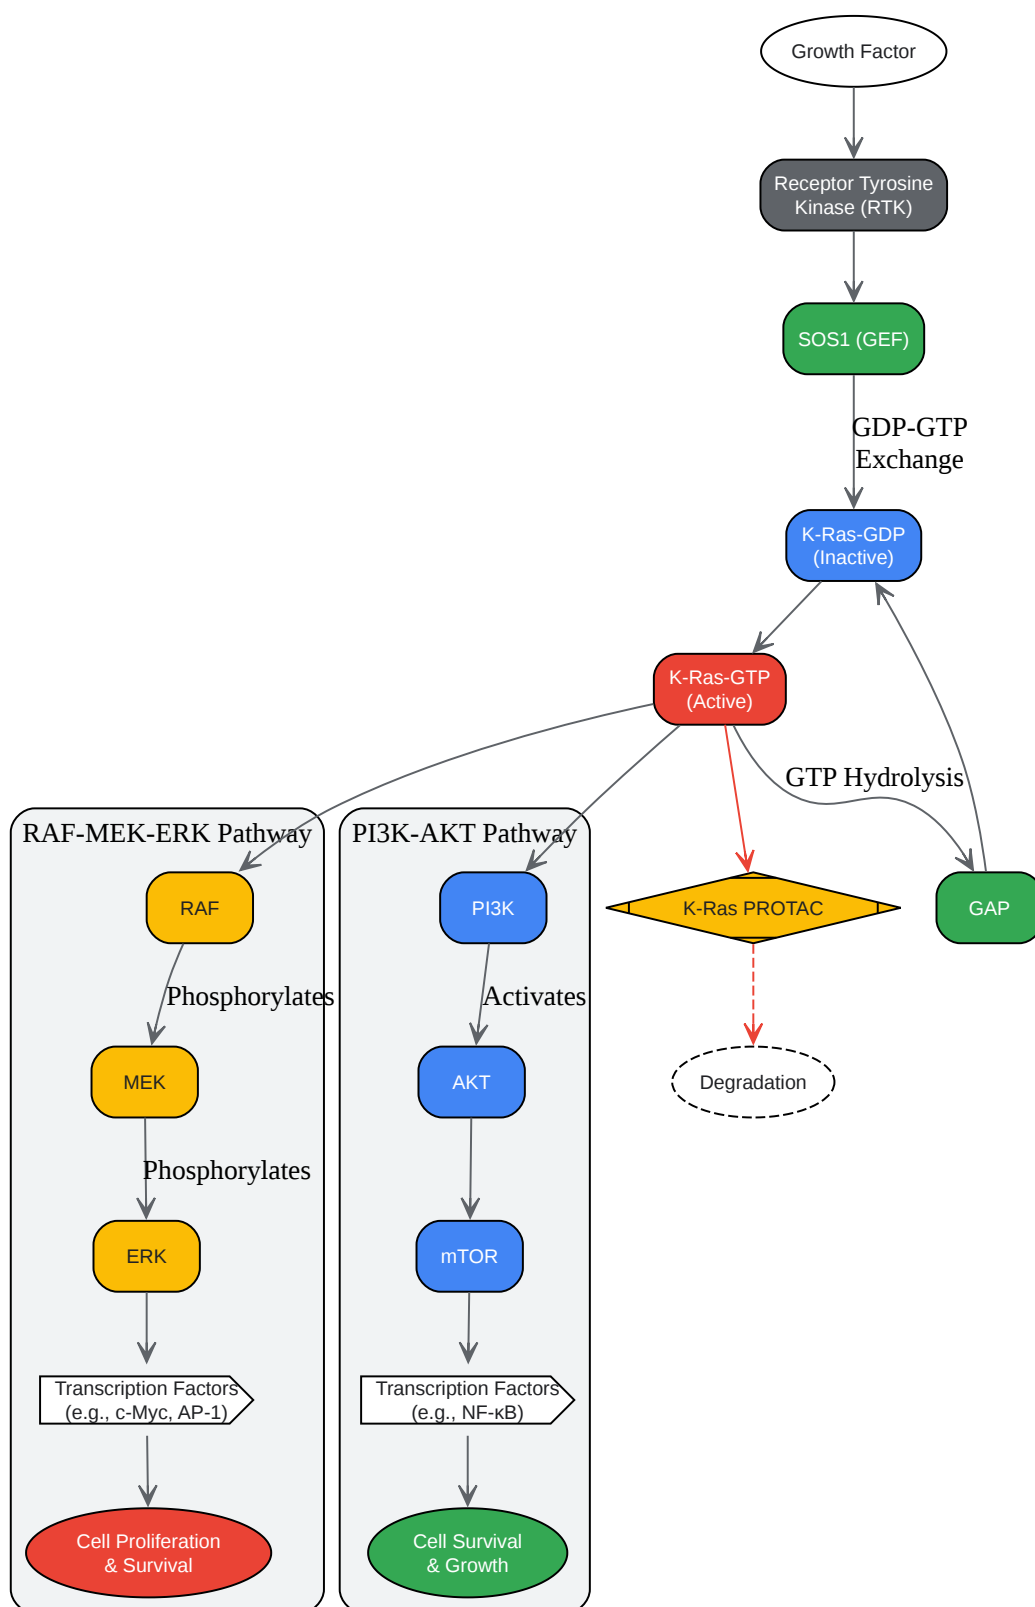 Growth Factor
Receptor Tyrosine
Kinase (RTK)
SOS1 (GEF)
GDP-GTP
Exchange
K-Ras-GDP
(Inactive)
K-Ras-GTP
(Active)
GTP Hydrolysis
RAF-MEK-ERK Pathway
PI3K-AKT Pathway
RAF
PI3K
K-Ras PROTAC
GAP
Phosphorylates
Activates
MEK
AKT
Degradation
Phosphorylates
ERK
mTOR
Transcription Factors
(e.g., c-Myc, AP-1)
Transcription Factors
(e.g., NF-κB)
Cell Proliferation
& Survival
Cell Survival
& Growth